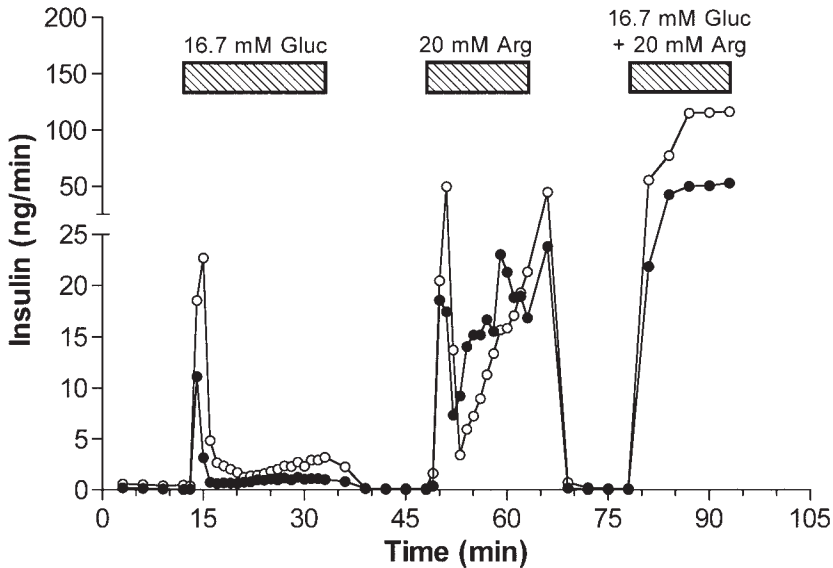 16.7 mM Gluc
20 mM Arg
16.7 mM Gluc
+ 20 mM Arg
Insulin (ng/min)
200
150
100
50
25
20
15
10
5
0
0 15 30 45 60 75 90 105
Time (min)